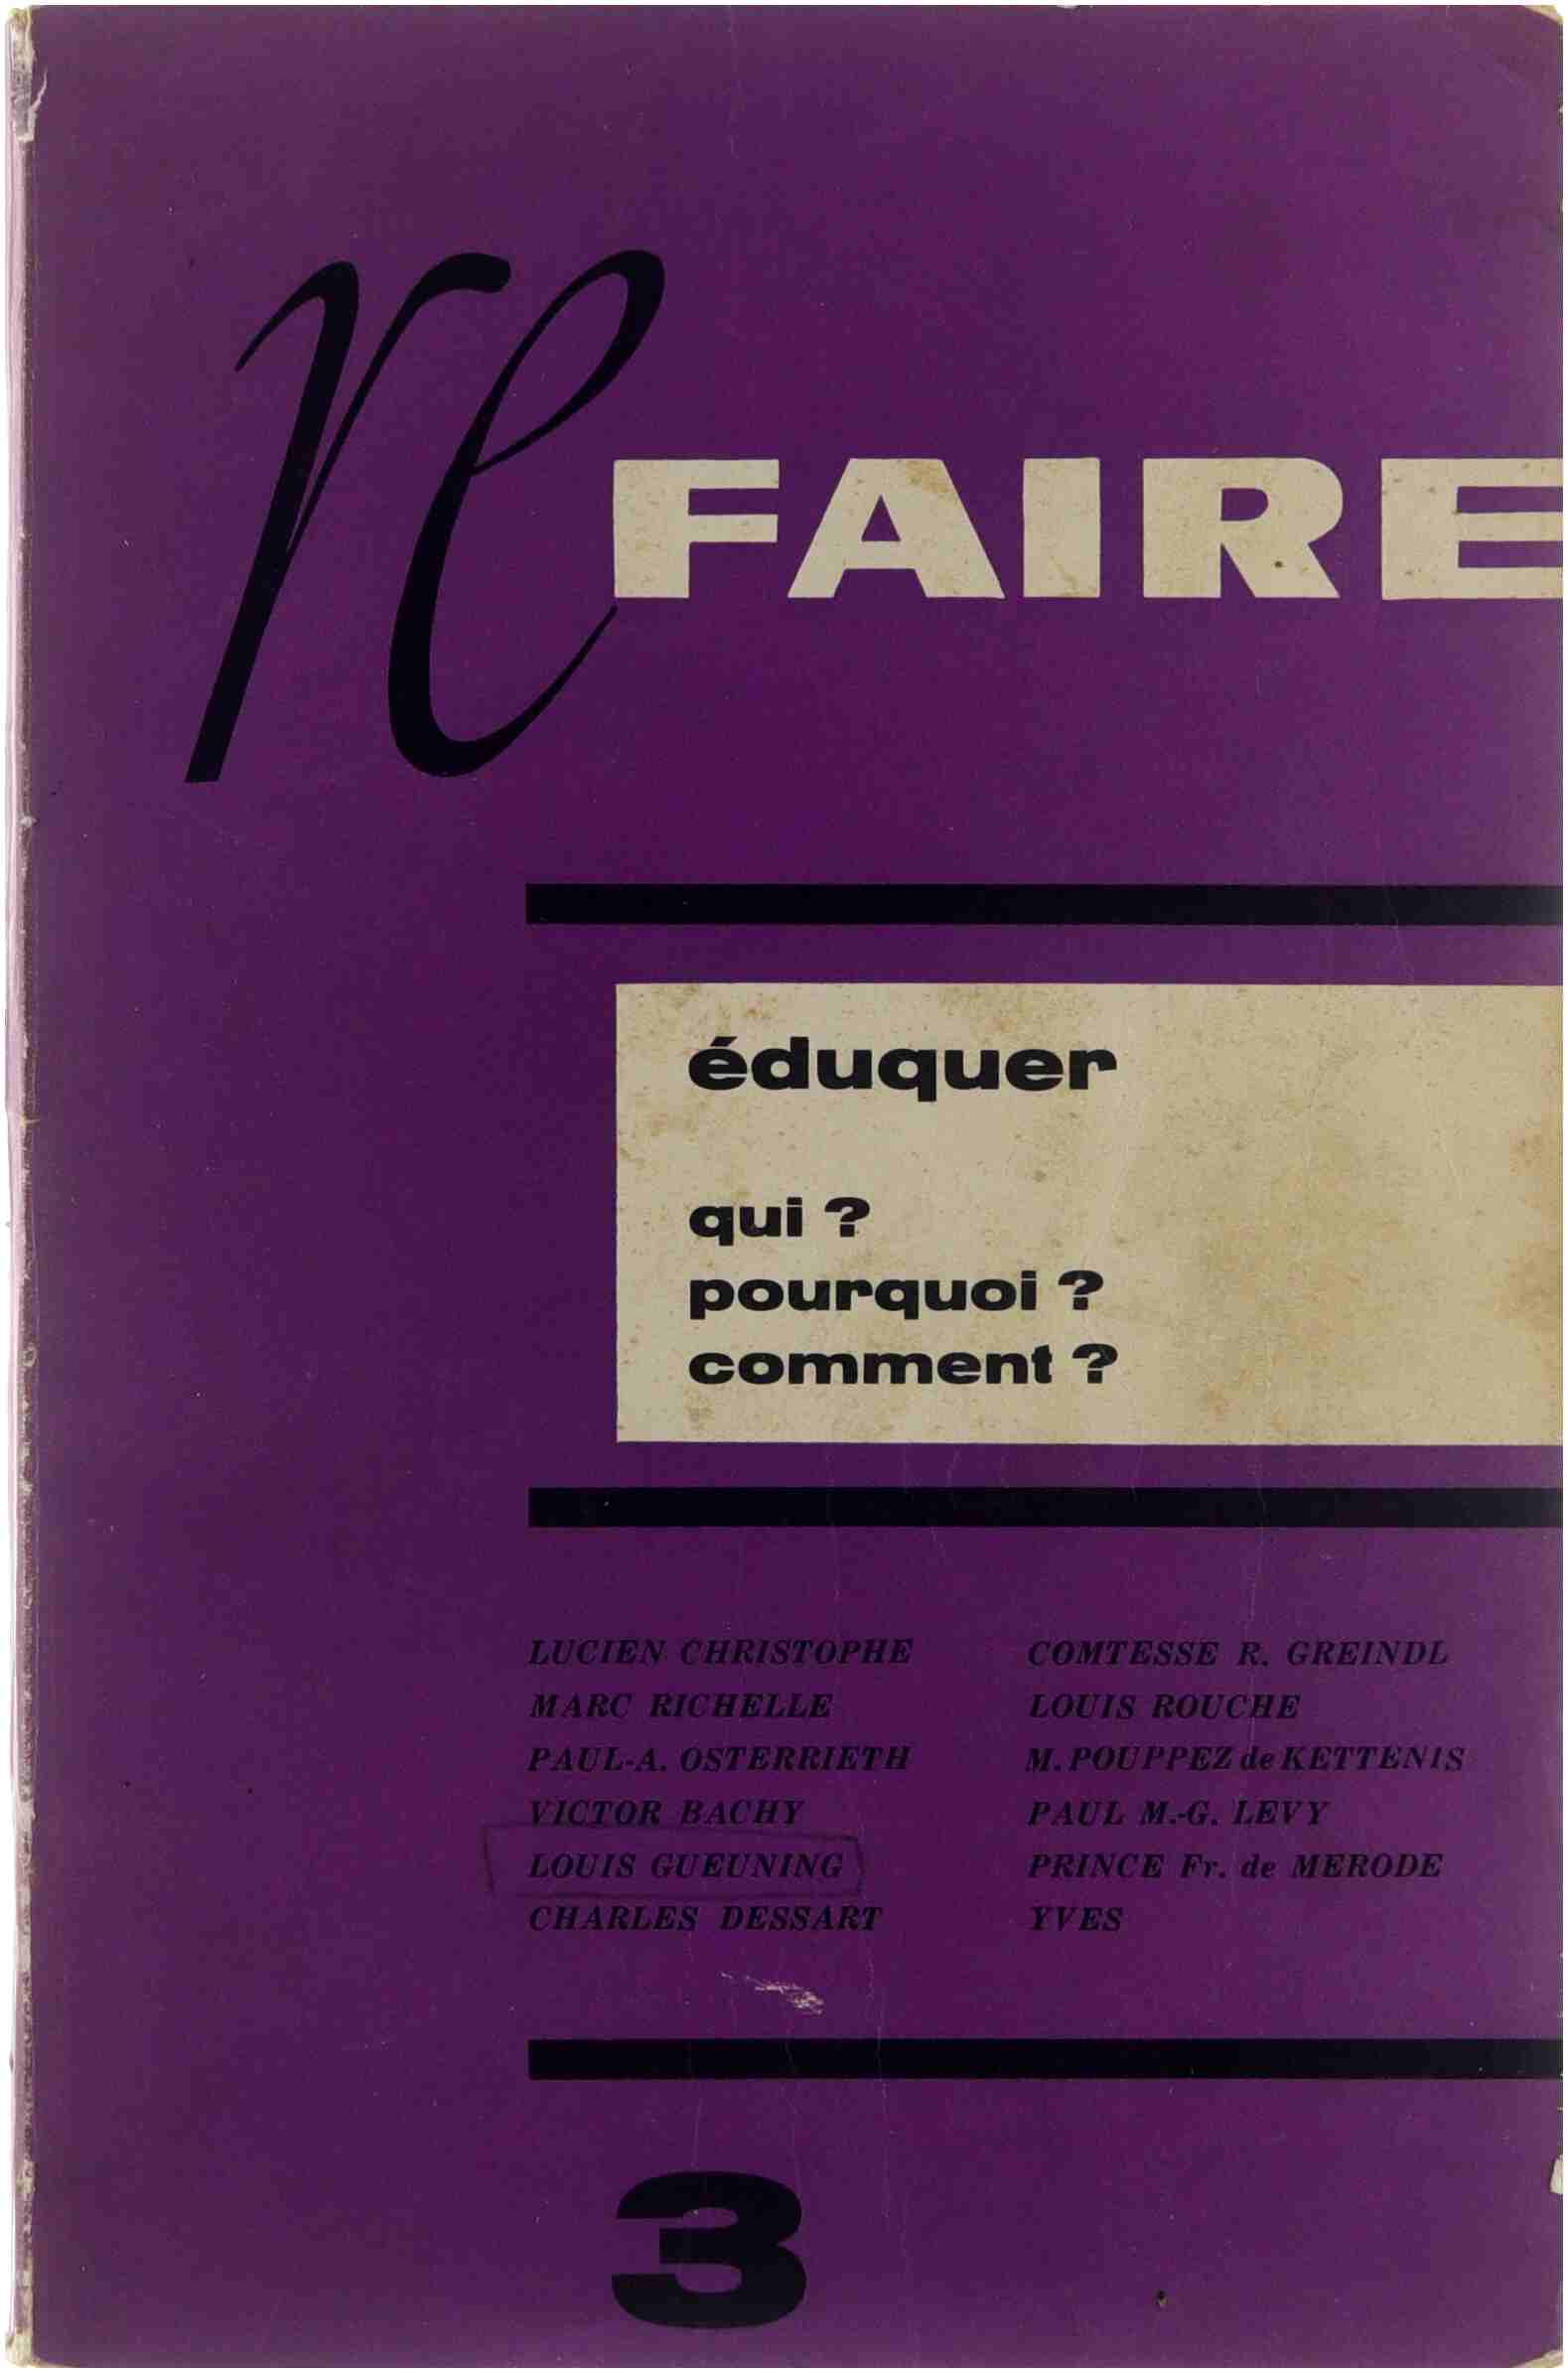 re FAIRE
éduquer
qui ?
pourquoi ?
comment ?
LUCIEN CHRISTOPHE
MARC RICHELLE
PAUL-A. OSTERRIETH
VICTOR BACHY
LOUIS GUEUNING
CHARLES DESSART
COMTESSE R. GREINDL
LOUIS ROUCHE
M. POUPPEZ de KETTENIS
PAUL M.-G. LEVY
PRINCE Fr. de MERODE
YVES
3